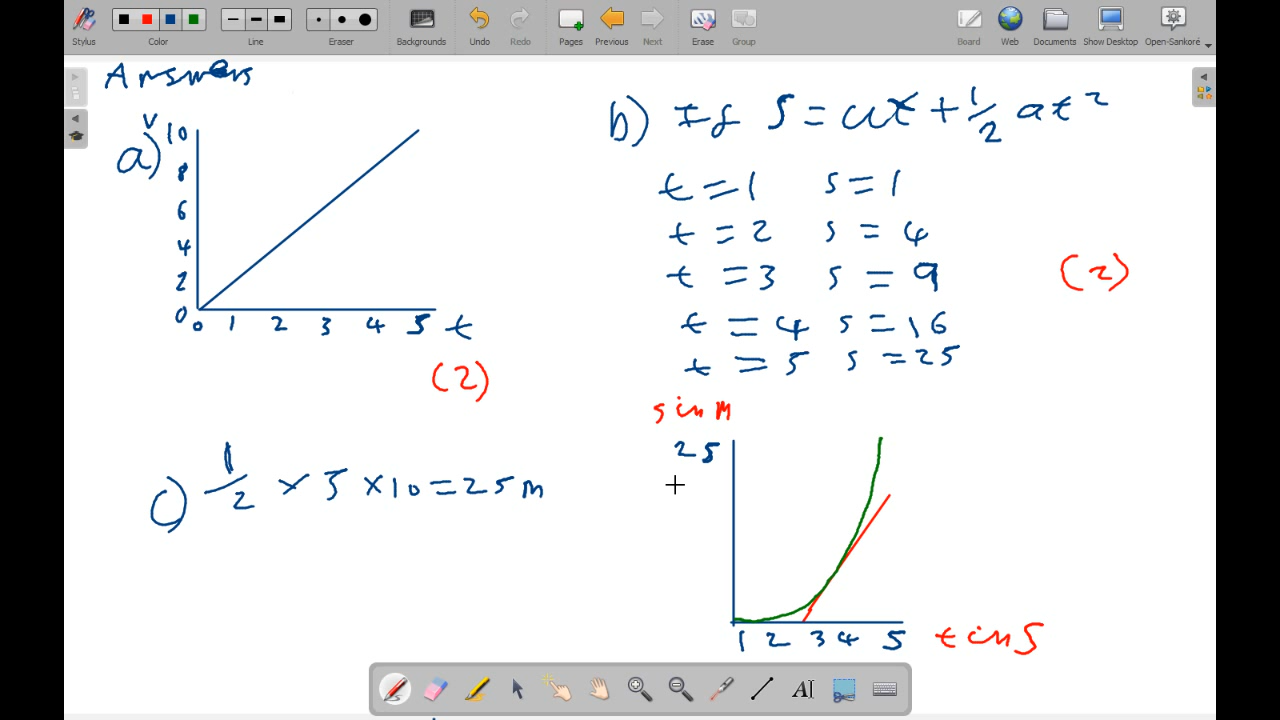 Stylus Color Line Eraser Backgrounds Undo Redo Pages Previous Next Erase Group Board Web Documents Show Desktop Open-Sankoré
Answers
a)
V
10
8
6
4
2
0
0 1 2 3 4 5 t
(2)
b) If S = ut + 1/2 at²
t = 1 s = 1
t = 2 s = 4
t = 3 s = 9
(2)
t = 4 s = 16
t = 5 s = 25
c) 1/2 × 5 × 10 = 25 m
s in M
25
1 2 3 4 5 t in S
AI